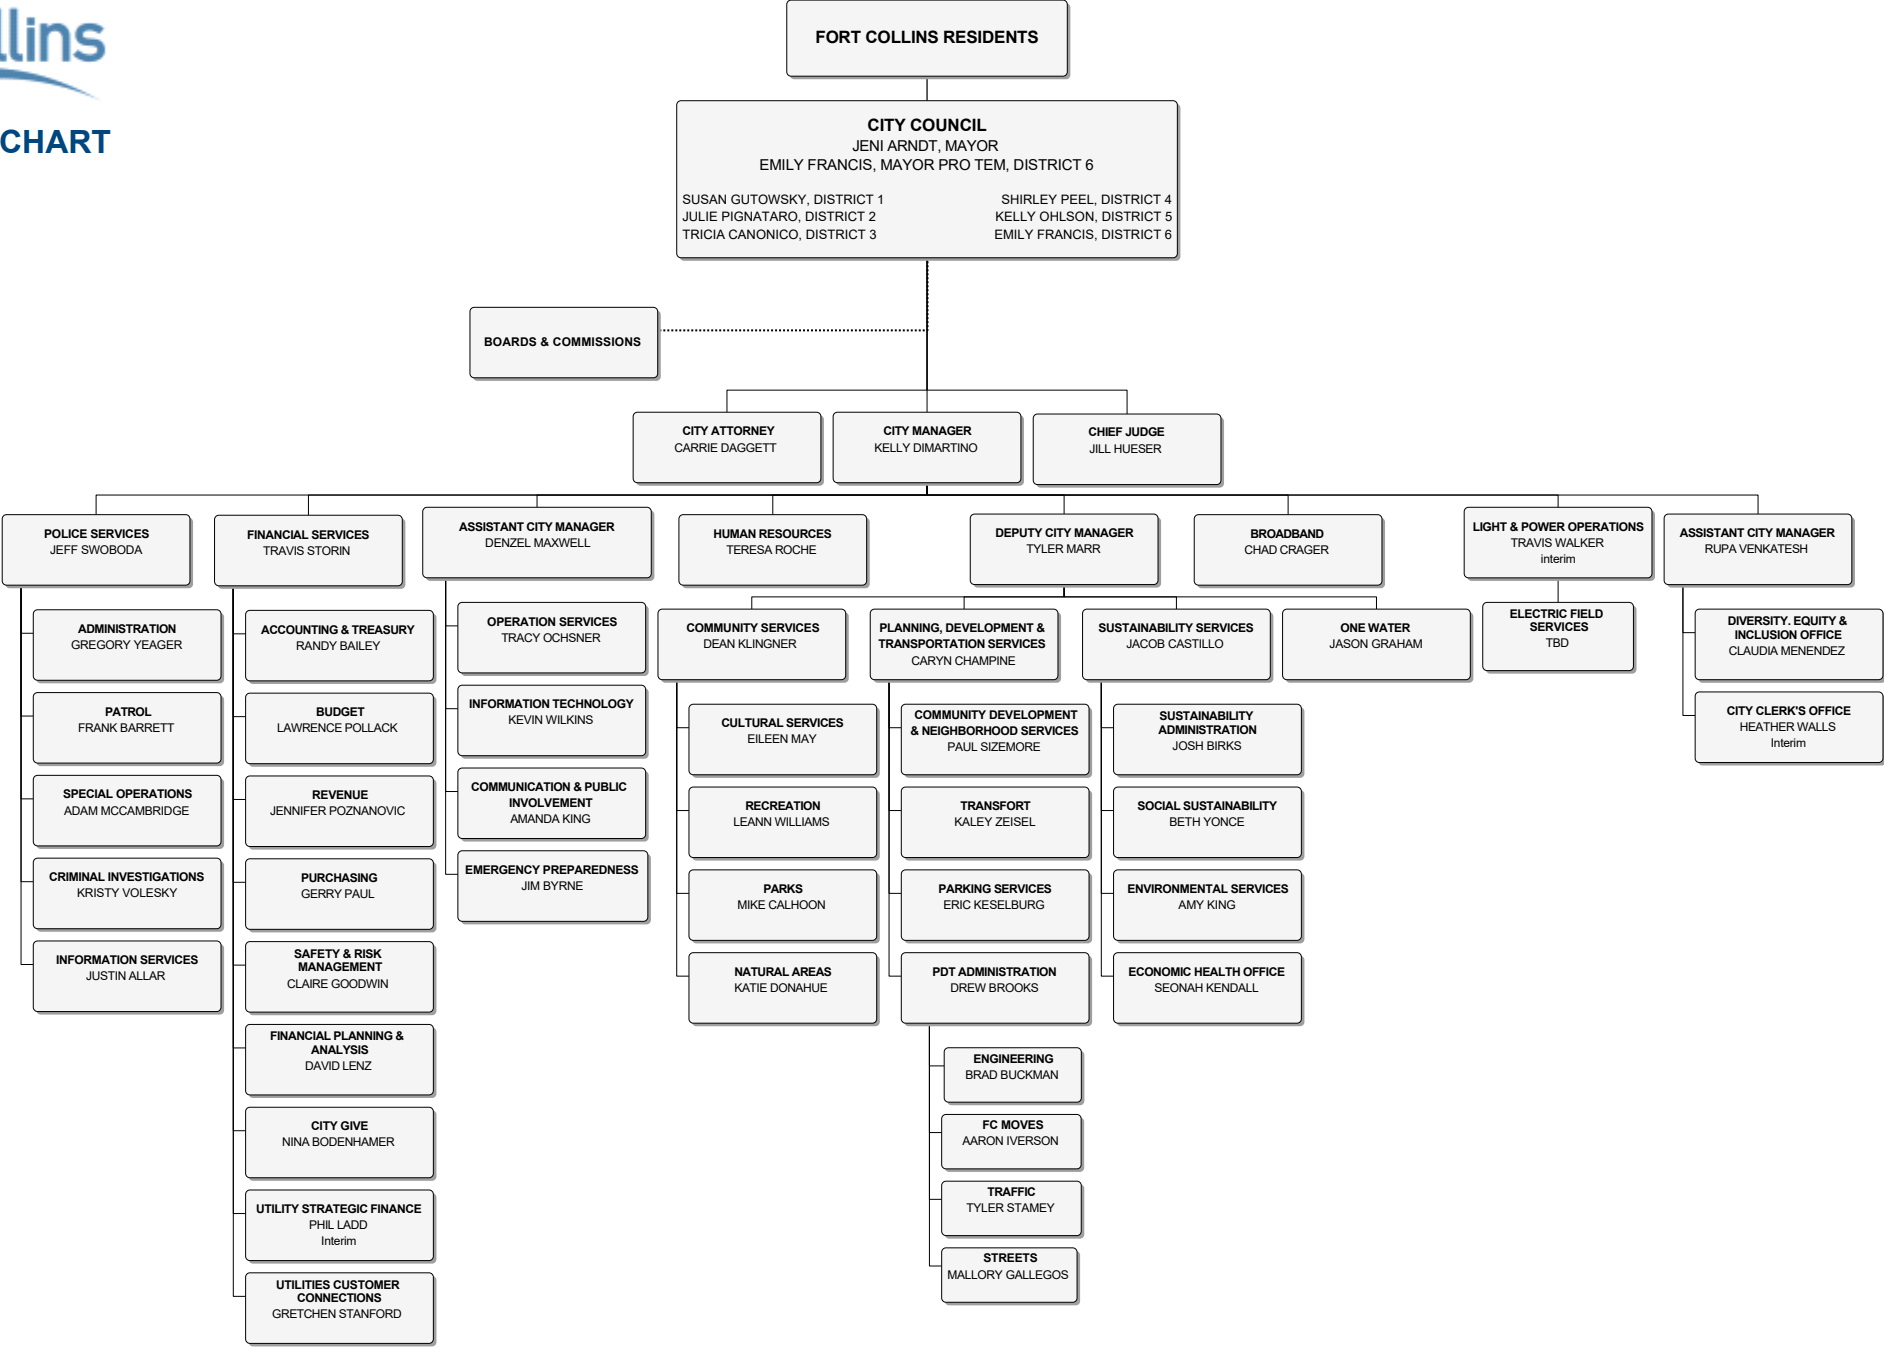 llins
CHART
FORT COLLINS RESIDENTS
CITY COUNCIL
JENI ARNDT, MAYOR
EMILY FRANCIS, MAYOR PRO TEM, DISTRICT 6
SUSAN GUTOWSKY, DISTRICT 1
JULIE PIGNATARO, DISTRICT 2
TRICIA CANONICO, DISTRICT 3
SHIRLEY PEEL, DISTRICT 4
KELLY OHLSON, DISTRICT 5
EMILY FRANCIS, DISTRICT 6
BOARDS & COMMISSIONS
CITY ATTORNEY
CARRIE DAGGETT
CITY MANAGER
KELLY DIMARTINO
CHIEF JUDGE
JILL HUESER
POLICE SERVICES
JEFF SWOBODA
FINANCIAL SERVICES
TRAVIS STORIN
ASSISTANT CITY MANAGER
DENZEL MAXWELL
HUMAN RESOURCES
TERESA ROCHE
DEPUTY CITY MANAGER
TYLER MARR
BROADBAND
CHAD CRAGER
LIGHT & POWER OPERATIONS
TRAVIS WALKER
interim
ASSISTANT CITY MANAGER
RUPA VENKATESH
ADMINISTRATION
GREGORY YEAGER
PATROL
FRANK BARRETT
SPECIAL OPERATIONS
ADAM MCCAMBRIDGE
CRIMINAL INVESTIGATIONS
KRISTY VOLESKY
INFORMATION SERVICES
JUSTIN ALLAR
ACCOUNTING & TREASURY
RANDY BAILEY
BUDGET
LAWRENCE POLLACK
REVENUE
JENNIFER POZNANOVIC
PURCHASING
GERRY PAUL
SAFETY & RISK
MANAGEMENT
CLAIRE GOODWIN
FINANCIAL PLANNING &
ANALYSIS
DAVID LENZ
CITY GIVE
NINA BODENHAMER
UTILITY STRATEGIC FINANCE
PHIL LADD
Interim
UTILITIES CUSTOMER
CONNECTIONS
GRETCHEN STANFORD
OPERATION SERVICES
TRACY OCHSNER
INFORMATION TECHNOLOGY
KEVIN WILKINS
COMMUNICATION & PUBLIC
INVOLVEMENT
AMANDA KING
EMERGENCY PREPAREDNESS
JIM BYRNE
COMMUNITY SERVICES
DEAN KLINGNER
CULTURAL SERVICES
EILEEN MAY
RECREATION
LEANN WILLIAMS
PARKS
MIKE CALHOON
NATURAL AREAS
KATIE DONAHUE
PLANNING, DEVELOPMENT &
TRANSPORTATION SERVICES
CARYN CHAMPINE
COMMUNITY DEVELOPMENT
& NEIGHBORHOOD SERVICES
PAUL SIZEMORE
TRANSFORT
KALEY ZEISEL
PARKING SERVICES
ERIC KESELBURG
PDT ADMINISTRATION
DREW BROOKS
ENGINEERING
BRAD BUCKMAN
FC MOVES
AARON IVERSON
TRAFFIC
TYLER STAMEY
STREETS
MALLORY GALLEGOS
SUSTAINABILITY SERVICES
JACOB CASTILLO
SUSTAINABILITY
ADMINISTRATION
JOSH BIRKS
SOCIAL SUSTAINABILITY
BETH YONCE
ENVIRONMENTAL SERVICES
AMY KING
ECONOMIC HEALTH OFFICE
SEONAH KENDALL
ONE WATER
JASON GRAHAM
ELECTRIC FIELD
SERVICES
TBD
DIVERSITY. EQUITY &
INCLUSION OFFICE
CLAUDIA MENENDEZ
CITY CLERK'S OFFICE
HEATHER WALLS
Interim